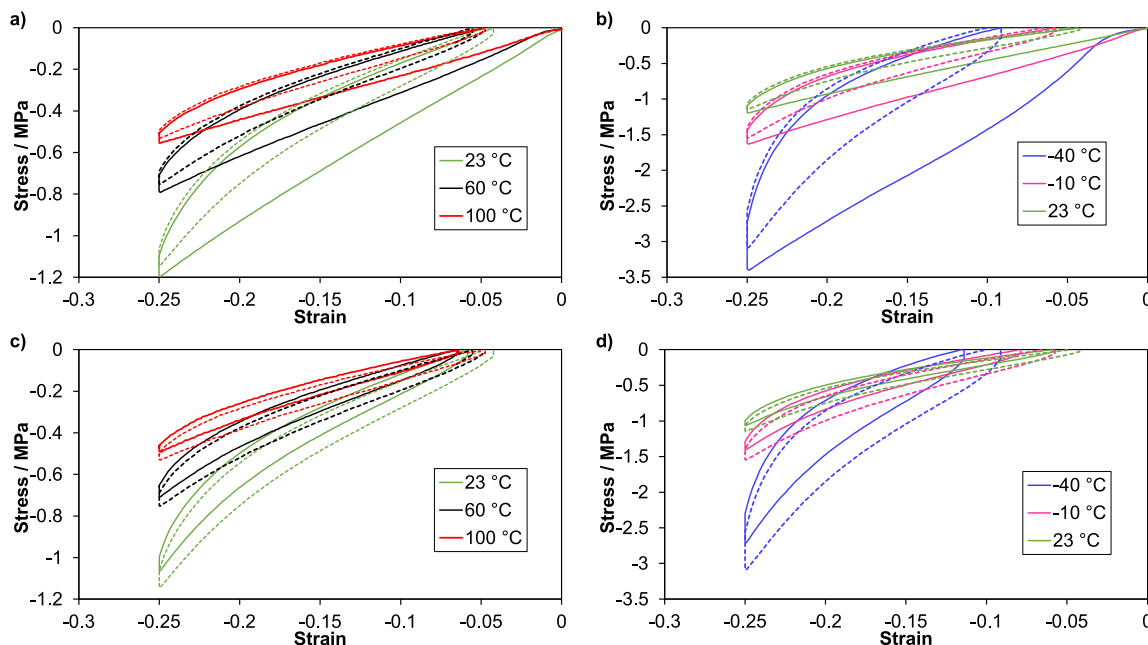 a)
0
-0.2
-0.4
-0.6
-0.8
-1
-1.2
Stress / MPa
-0.3 -0.25 -0.2 -0.15 -0.1 -0.05 0
Strain
23 °C
60 °C
100 °C
b)
0
-0.5
-1
-1.5
-2
-2.5
-3
-3.5
Stress / MPa
-0.3 -0.25 -0.2 -0.15 -0.1 -0.05 0
Strain
-40 °C
-10 °C
23 °C
c)
0
-0.2
-0.4
-0.6
-0.8
-1
-1.2
Stress / MPa
-0.3 -0.25 -0.2 -0.15 -0.1 -0.05 0
Strain
23 °C
60 °C
100 °C
d)
0
-0.5
-1
-1.5
-2
-2.5
-3
-3.5
Stress / MPa
-0.3 -0.25 -0.2 -0.15 -0.1 -0.05 0
Strain
-40 °C
-10 °C
23 °C